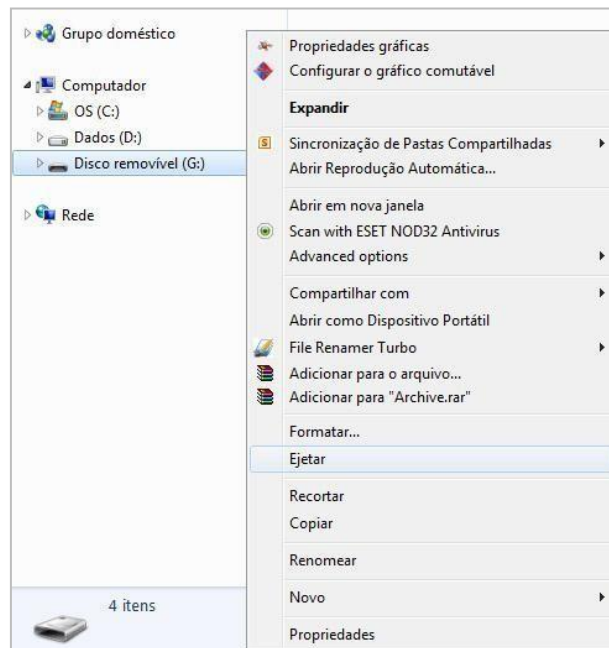 Grupo doméstico
Computador
OS (C:)
Dados (D:)
Disco removível (G:)
Rede
4 itens
Propriedades gráficas
Configurar o gráfico comutável
Expandir
S
Sincronização de Pastas Compartilhadas
Abrir Reprodução Automática...
Abrir em nova janela
Scan with ESET NOD32 Antivirus
Advanced options
Compartilhar com
Abrir como Dispositivo Portátil
File Renamer Turbo
Adicionar para o arquivo...
Adicionar para "Archive.rar"
Formatar...
Ejetar
Recortar
Copiar
Renomear
Novo
Propriedades